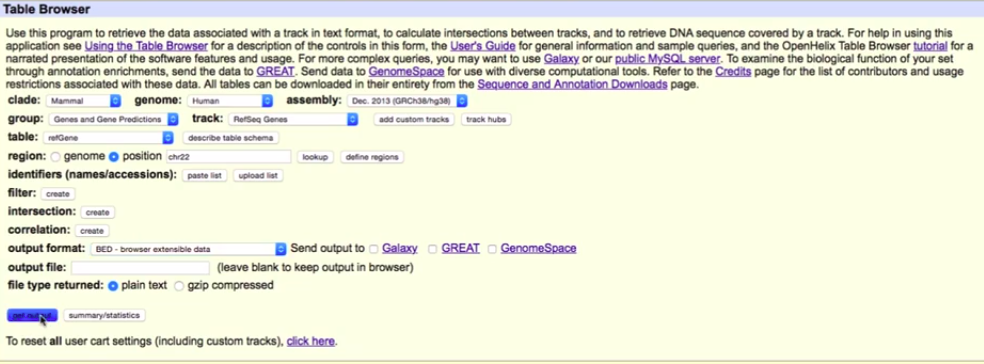 Table Browser
Use this program to retrieve the data associated with a track in text format, to calculate intersections between tracks, and to retrieve DNA sequence covered by a track. For help in using this
application see Using the Table Browser for a description of the controls in this form, the User's Guide for general information and sample queries, and the OpenHelix Table Browser tutorial for a
narrated presentation of the software features and usage. For more complex queries, you may want to use Galaxy or our public MySQL server. To examine the biological function of your set
through annotation enrichments, send the data to GREAT. Send data to GenomeSpace for use with diverse computational tools. Refer to the Credits page for the list of contributors and usage
restrictions associated with these data. All tables can be downloaded in their entirety from the Sequence and Annotation Downloads page.
clade: Mammal genome: Human assembly: Dec. 2013 (GRCh38/hg38)
group: Genes and Gene Predictions track: RefSeq Genes add custom tracks track hubs
table: refGene describe table schema
region: genome position chr22 lookup define regions
identifiers (names/accessions): paste list upload list
filter: create
intersection: create
correlation: create
output format: BED - browser extensible data Send output to Galaxy GREAT GenomeSpace
output file: (leave blank to keep output in browser)
file type returned: plain text gzip compressed
summary/statistics
To reset all user cart settings (including custom tracks), click here.